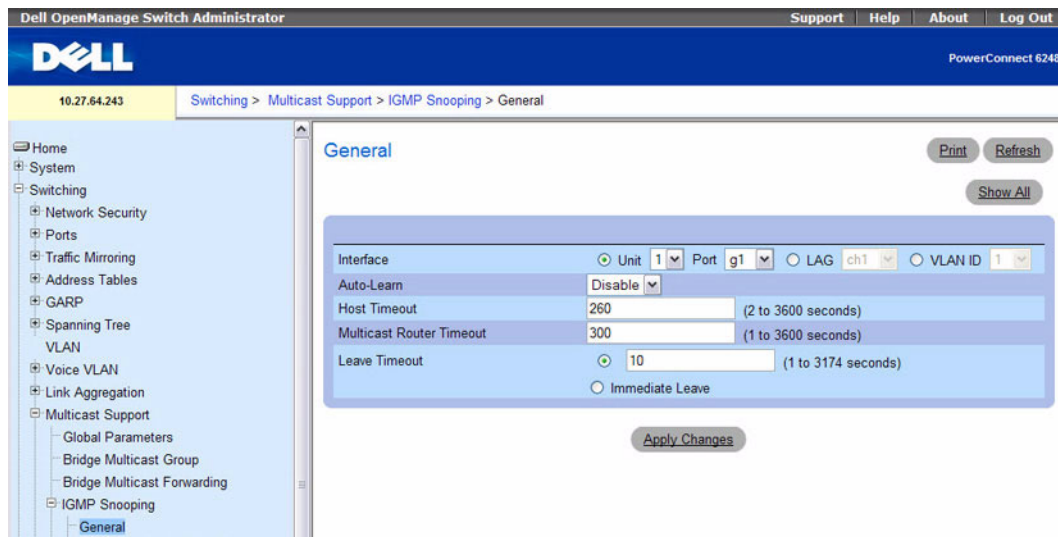 Dell OpenManage Switch Administrator
Support Help About Log Out
DELL
PowerConnect 6248
10.27.64.243
Switching > Multicast Support > IGMP Snooping > General
Home
System
Switching
Network Security
Ports
Traffic Mirroring
Address Tables
GARP
Spanning Tree
VLAN
Voice VLAN
Link Aggregation
Multicast Support
Global Parameters
Bridge Multicast Group
Bridge Multicast Forwarding
IGMP Snooping
General
General
Print Refresh
Show All
Interface Unit 1 Port g1 LAG ch1 VLAN ID 1
Auto-Learn Disable
Host Timeout 260 (2 to 3600 seconds)
Multicast Router Timeout 300 (1 to 3600 seconds)
Leave Timeout 10 (1 to 3174 seconds)
Immediate Leave
Apply Changes